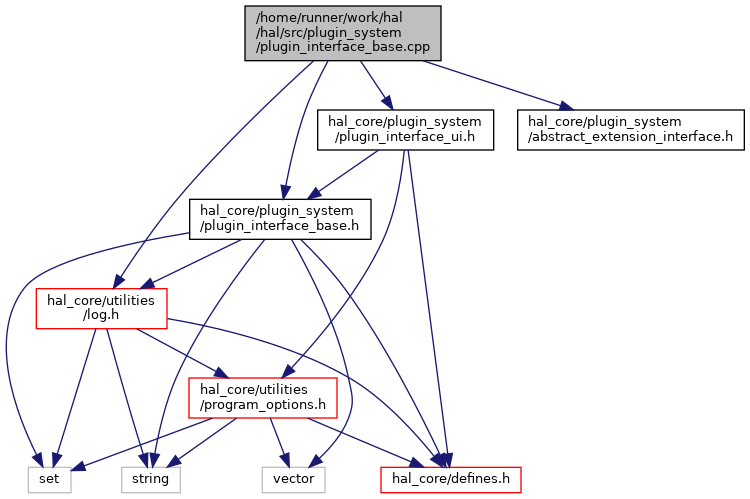 /home/runner/work/hal
/hal/src/plugin_system
/plugin_interface_base.cpp
hal_core/plugin_system
/plugin_interface_ui.h
hal_core/plugin_system
/abstract_extension_interface.h
hal_core/plugin_system
/plugin_interface_base.h
hal_core/utilities
/log.h
hal_core/utilities
/program_options.h
set
string
vector
hal_core/defines.h